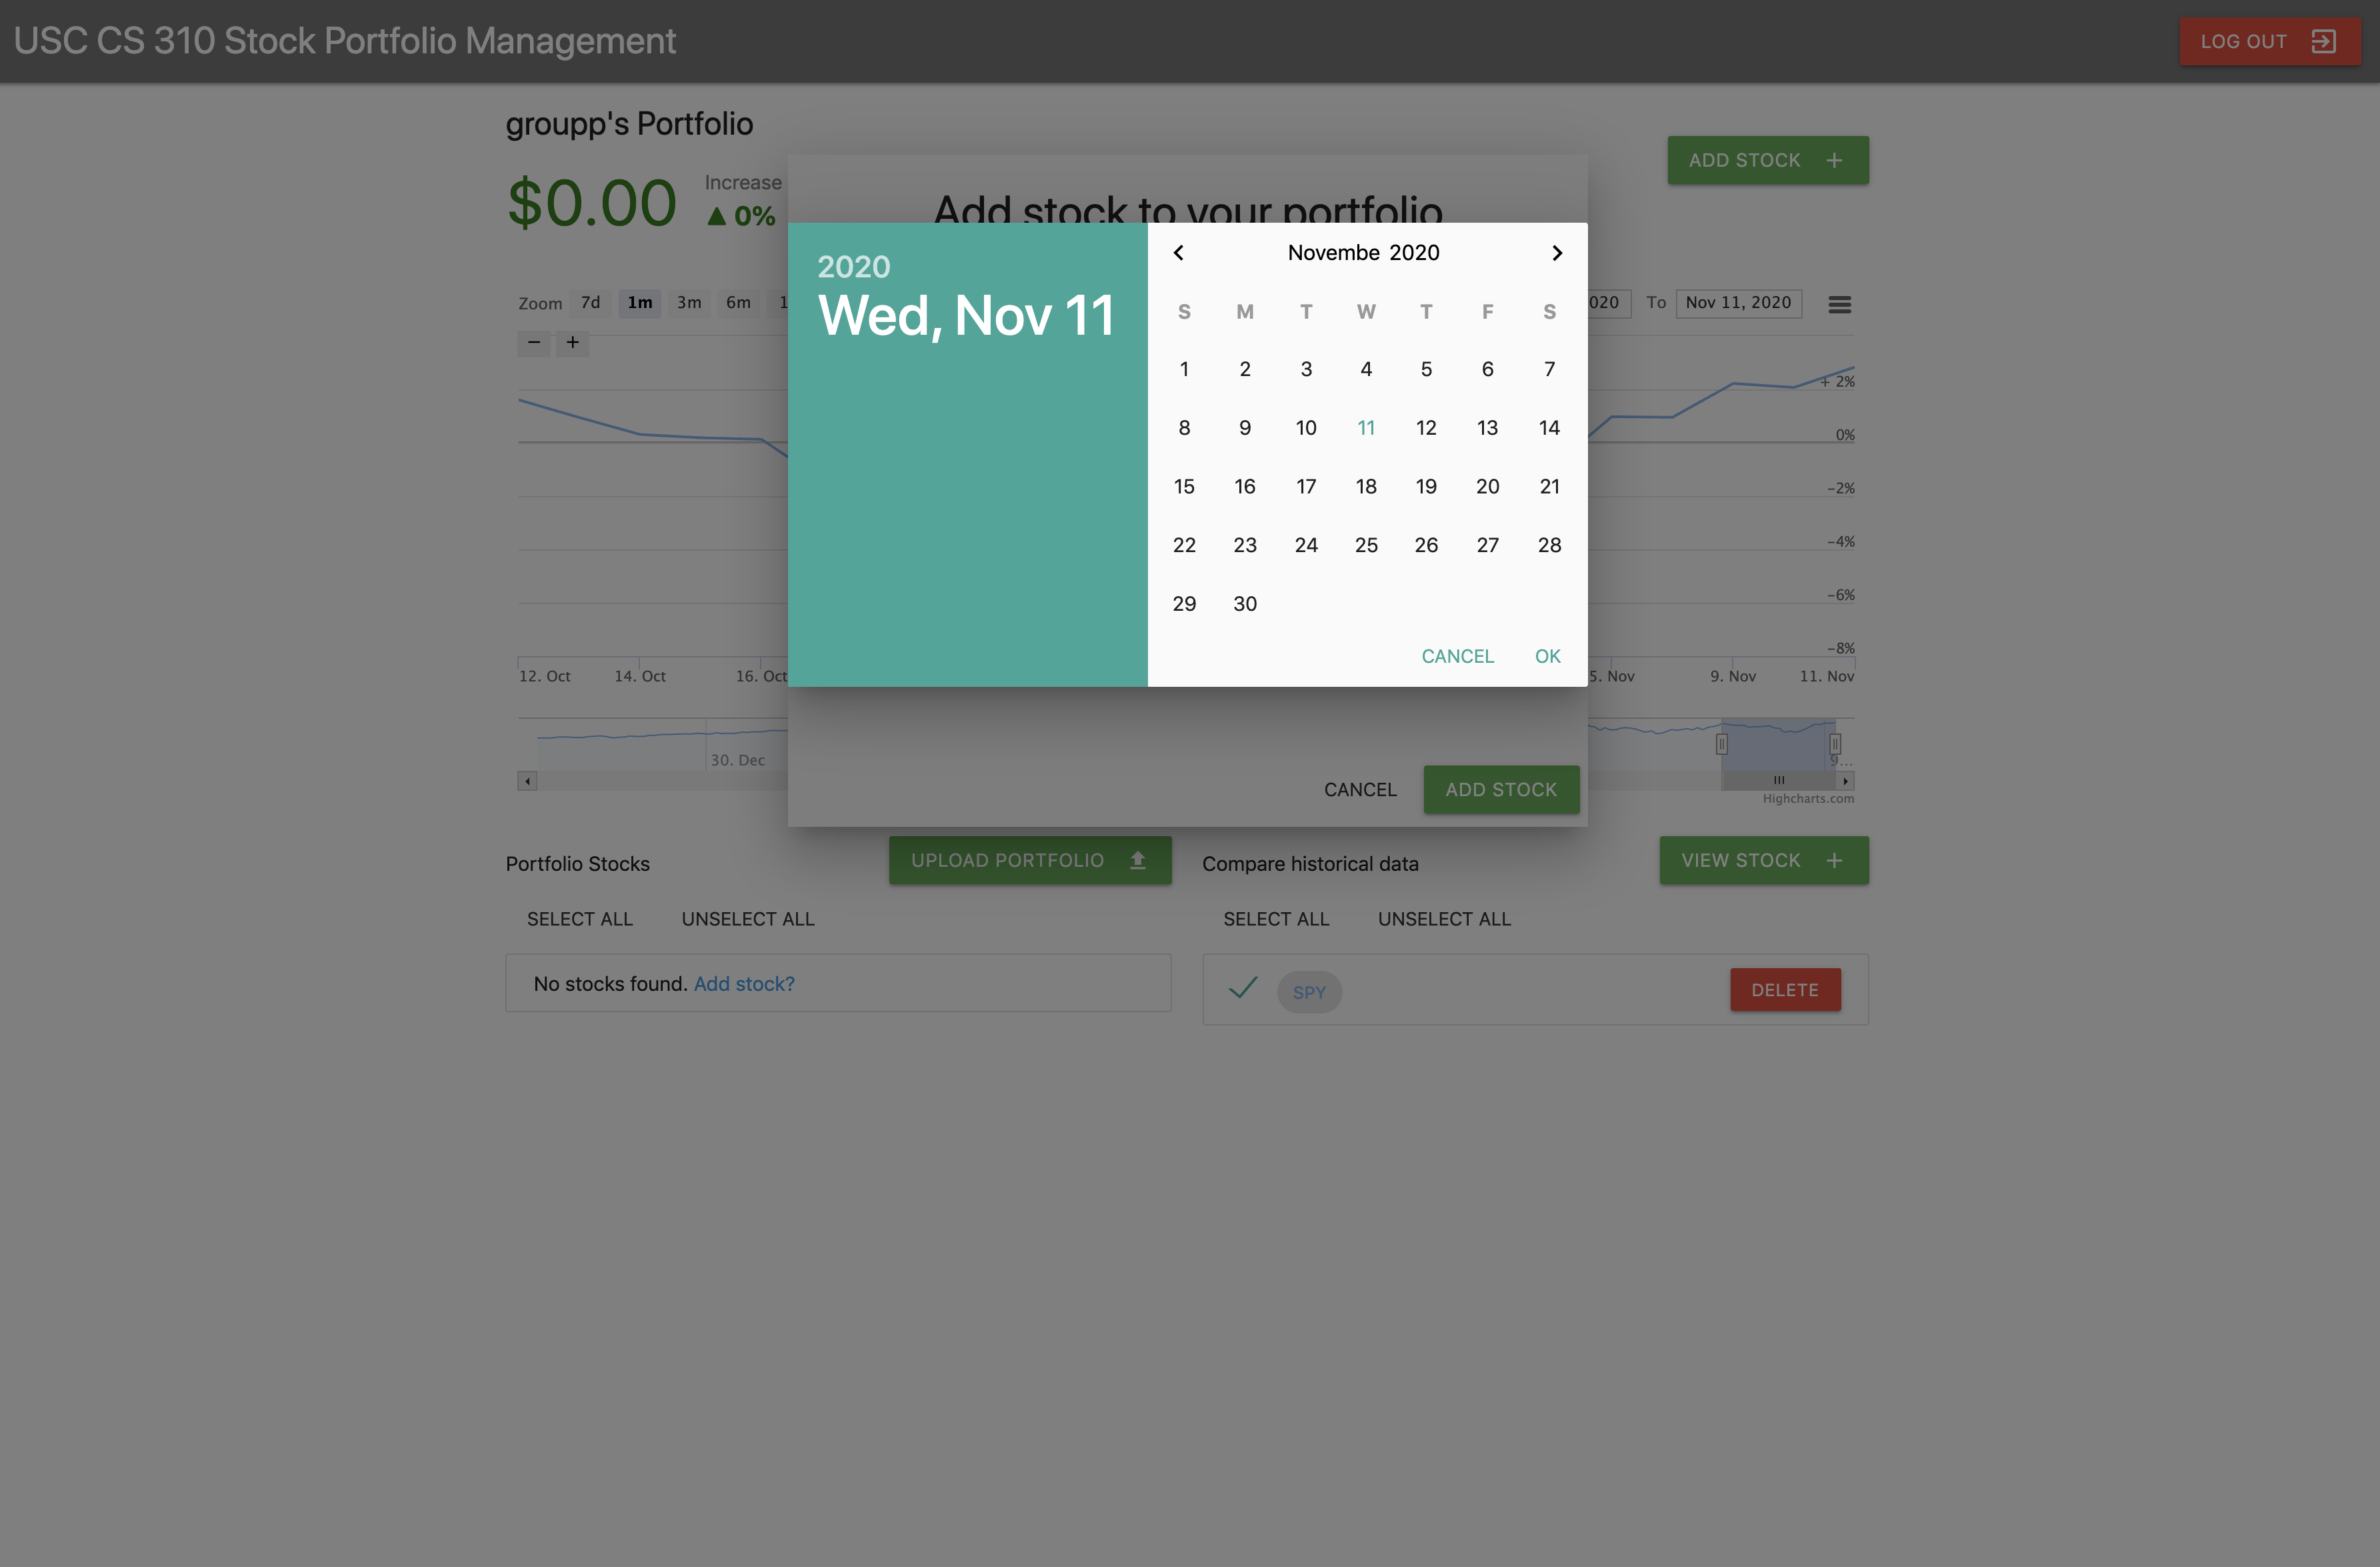 USC CS 310 Stock Portfolio Management
LOG OUT
groupp's Portfolio
ADD STOCK
$0.00
Increase
0%
Add stock to your portfolio
2020
Wed, Nov 11
Novembe 2020
S M T W T F S
1 2 3 4 5 6 7
8 9 10 11 12 13 14
15 16 17 18 19 20 21
22 23 24 25 26 27 28
29 30
CANCEL OK
Zoom 7d 1m 3m 6m 1
020 To Nov 11, 2020
− +
+ 2%
0%
−2%
−4%
−6%
−8%
12. Oct 14. Oct 16. Oct 5. Nov 9. Nov 11. Nov
30. Dec
9...
Highcharts.com
CANCEL ADD STOCK
Portfolio Stocks
UPLOAD PORTFOLIO
SELECT ALL UNSELECT ALL
No stocks found. Add stock?
Compare historical data
VIEW STOCK
SELECT ALL UNSELECT ALL
SPY
DELETE